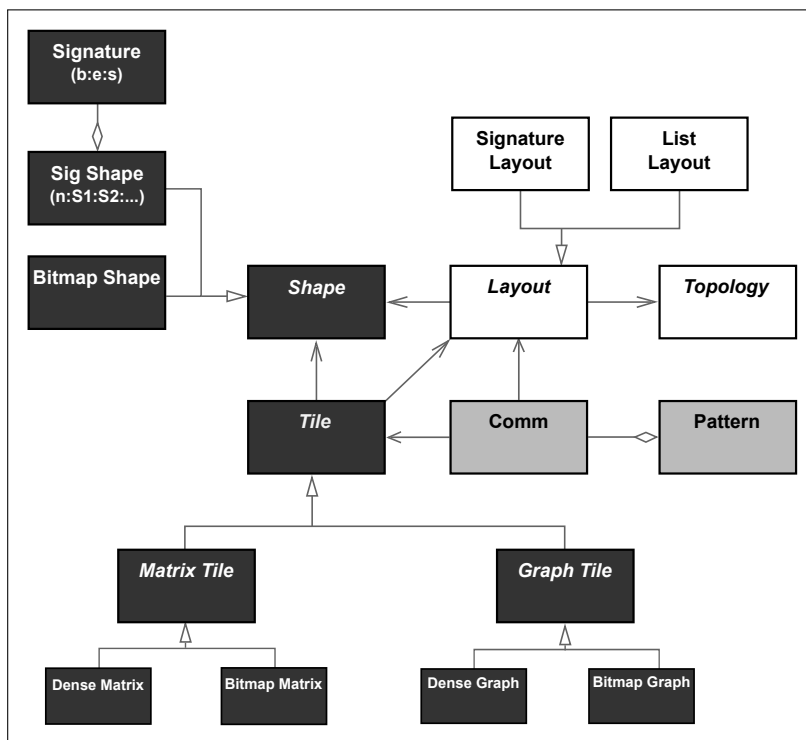 Signature
(b:e:s)
Signature
Layout
List
Layout
Sig Shape
(n:S1:S2:...)
Bitmap Shape
Shape
Layout
Topology
Tile
Comm
Pattern
Matrix Tile
Graph Tile
Dense Matrix
Bitmap Matrix
Dense Graph
Bitmap Graph